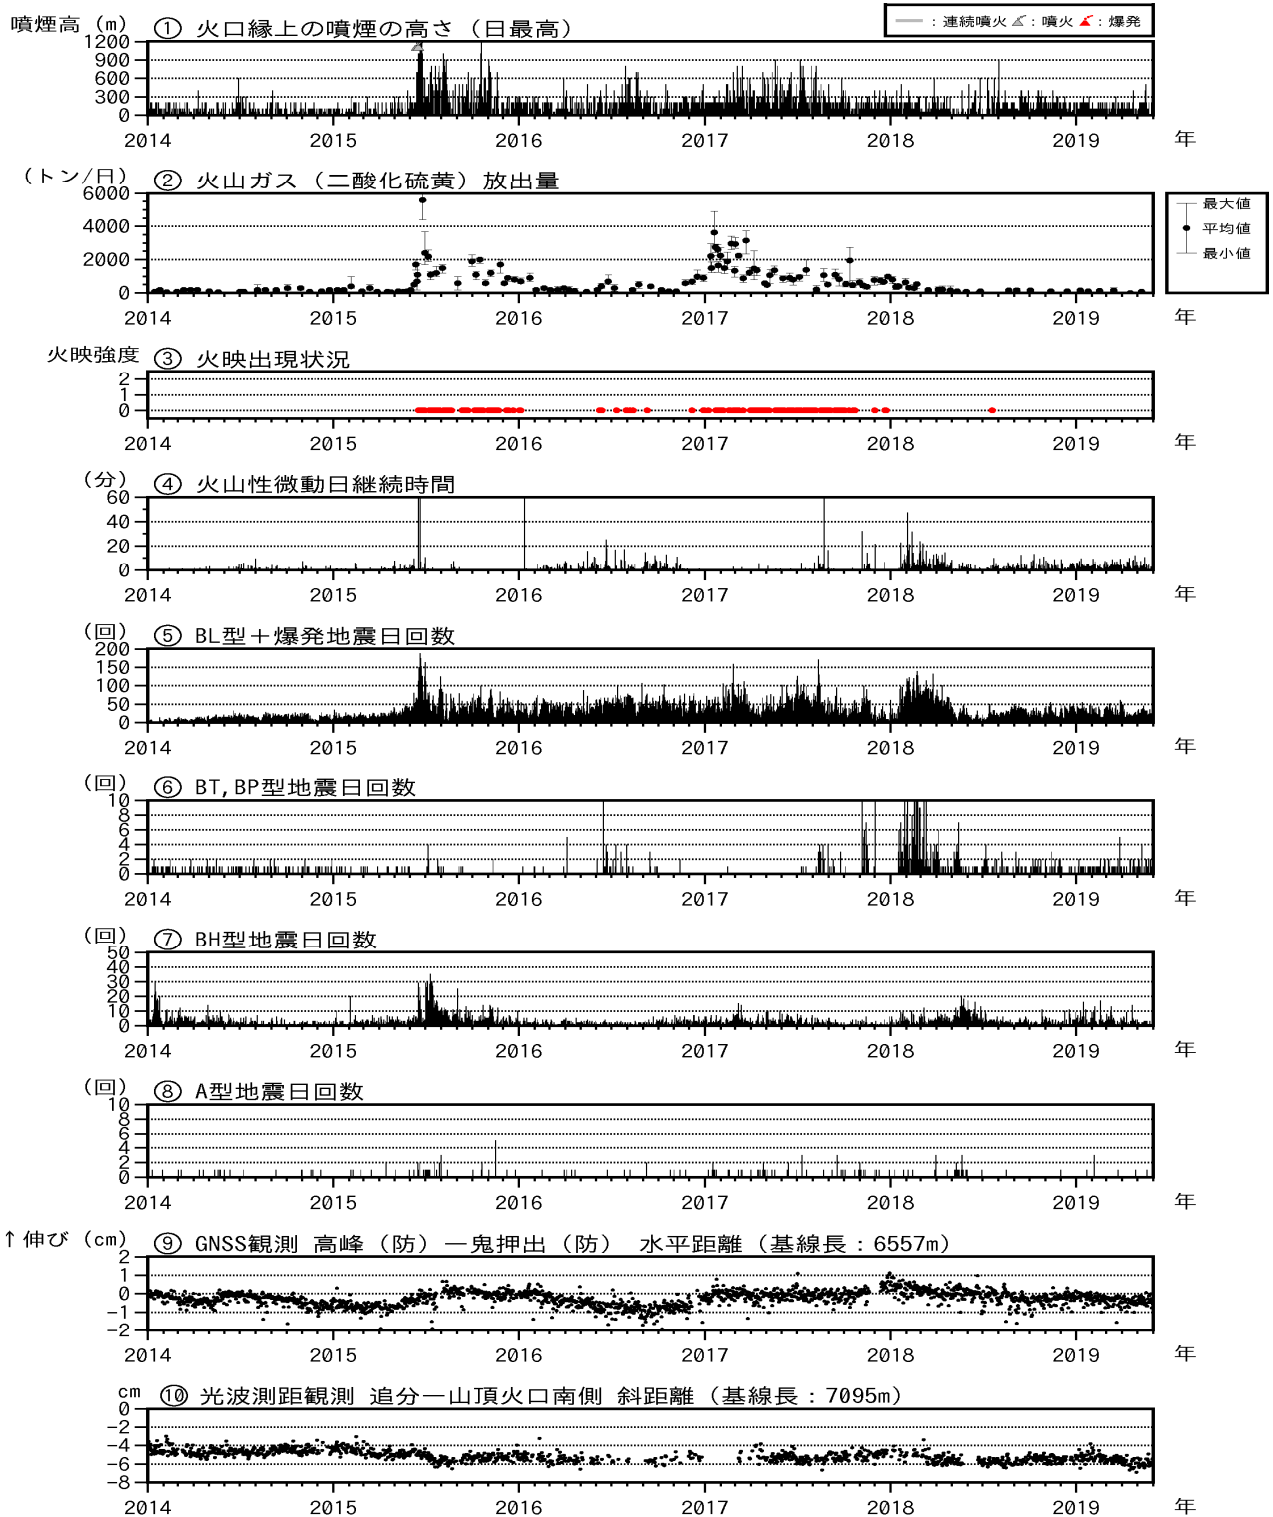 噴煙高 (m) ① 火口縁上の噴煙の高さ (日最高)
― : 連続噴火 : 噴火 : 爆発
1200
900
600
300
0
2014 2015 2016 2017 2018 2019 年
(トン/日) ② 火山ガス (二酸化硫黄) 放出量
6000
4000
2000
0
最大値
平均値
最小値
2014 2015 2016 2017 2018 2019 年
火映強度 ③ 火映出現状況
2
1
0
2014 2015 2016 2017 2018 2019 年
(分) ④ 火山性微動日継続時間
60
40
20
0
2014 2015 2016 2017 2018 2019 年
(回) ⑤ BL型+爆発地震日回数
200
150
100
50
0
2014 2015 2016 2017 2018 2019 年
(回) ⑥ BT,BP型地震日回数
10
8
6
4
2
0
2014 2015 2016 2017 2018 2019 年
(回) ⑦ BH型地震日回数
50
40
30
20
10
0
2014 2015 2016 2017 2018 2019 年
(回) ⑧ A型地震日回数
10
8
6
4
2
0
2014 2015 2016 2017 2018 2019 年
↑伸び (cm) ⑨ GNSS観測 高峰 (防) ー鬼押出 (防) 水平距離 (基線長:6557m)
2
1
0
-1
-2
2014 2015 2016 2017 2018 2019 年
cm ⑩ 光波測距観測 追分ー山頂火口南側 斜距離 (基線長:7095m)
0
-2
-4
-6
-8
2014 2015 2016 2017 2018 2019 年